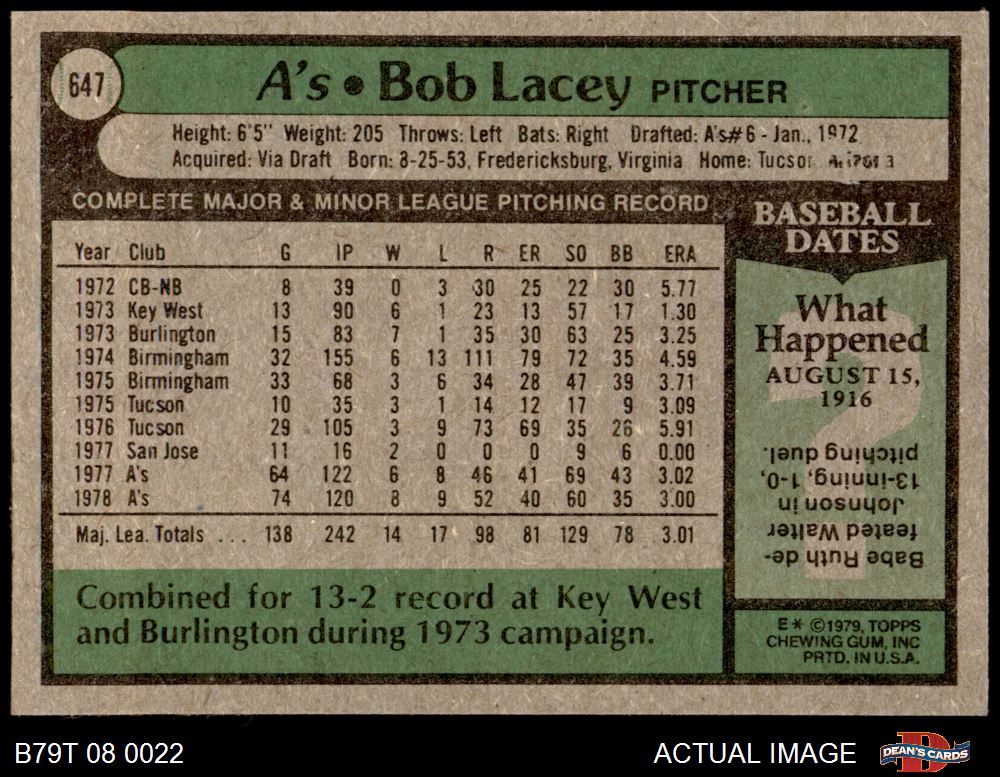 647
A's • Bob Lacey PITCHER
Height: 6'5" Weight: 205 Throws: Left Bats: Right Drafted: A's#6 - Jan., 1972
Acquired: Via Draft Born: 8-25-53, Fredericksburg, Virginia Home: Tucson
COMPLETE MAJOR & MINOR LEAGUE PITCHING RECORD
Year Club G IP W L R ER SO BB ERA
1972 CB-NB 8 39 0 3 30 25 22 30 5.77
1973 Key West 13 90 6 1 23 13 57 17 1.30
1973 Burlington 15 83 7 1 35 30 63 25 3.25
1974 Birmingham 32 155 6 13 111 79 72 35 4.59
1975 Birmingham 33 68 3 6 34 28 47 39 3.71
1975 Tucson 10 35 3 1 14 12 17 9 3.09
1976 Tucson 29 105 3 9 73 69 35 26 5.91
1977 San Jose 11 16 2 0 0 0 9 6 0.00
1977 A's 64 122 6 8 46 41 69 43 3.02
1978 A's 74 120 8 9 52 40 60 35 3.00
Maj. Lea. Totals ... 138 242 14 17 98 81 129 78 3.01
Combined for 13-2 record at Key West
and Burlington during 1973 campaign.
BASEBALL
DATES
What
Happened
AUGUST 15,
1916
?
Babe Ruth de-
feated Walter
Johnson in
13-inning, 1-0,
pitching duel.
E* ©1979, TOPPS
CHEWING GUM, INC
PRTD. IN U.S.A.
B79T 08 0022
ACTUAL IMAGE
D
DEAN'S CARDS